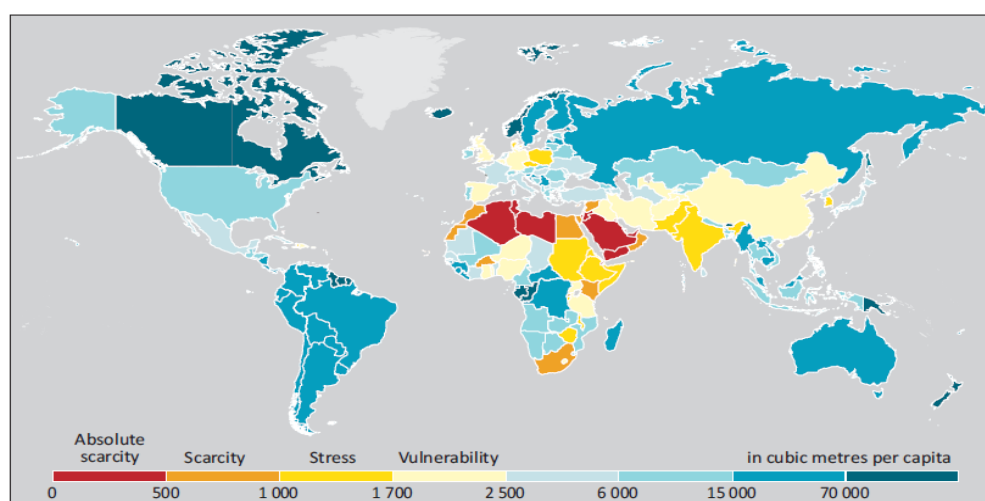 Absolute
scarcity Scarcity Stress Vulnerability in cubic metres per capita
0 500 1 000 1 700 2 500 6 000 15 000 70 000